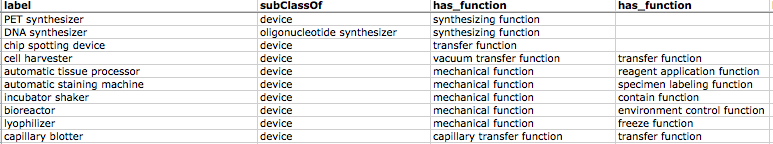 label subClassOf has_function has_function
PET synthesizer device synthesizing function
DNA synthesizer oligonucleotide synthesizer synthesizing function
chip spotting device device transfer function
cell harvester device vacuum transfer function transfer function
automatic tissue processor device mechanical function reagent application function
automatic staining machine device mechanical function specimen labeling function
incubator shaker device mechanical function contain function
bioreactor device mechanical function environment control function
lyophilizer device mechanical function freeze function
capillary blotter device capillary transfer function transfer function